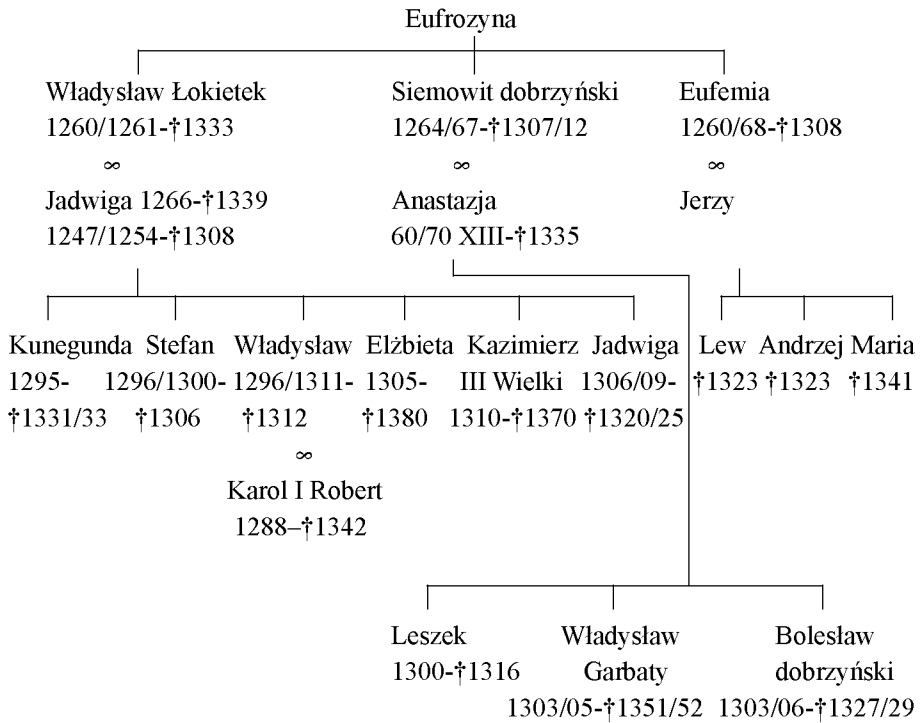 Eufrozyna
Władysław Łokietek
1260/1261-†1333
∞
Jadwiga 1266-†1339
1247/1254-†1308
Siemowit dobrzyński
1264/67-†1307/12
∞
Anastazja
60/70 XIII-†1335
Eufemia
1260/68-†1308
∞
Jerzy
Kunegunda
1295-
†1331/33
Stefan
1296/1300-
†1306
Władysław
1296/1311-
†1312
∞
Karol I Robert
1288–†1342
Elżbieta
1305-
†1380
Kazimierz
III Wielki
1310-†1370
Jadwiga
1306/09-
†1320/25
Lew
†1323
Andrzej
†1323
Maria
†1341
Leszek
1300-†1316
Władysław
Garbaty
1303/05-†1351/52
Bolesław
dobrzyński
1303/06-†1327/29